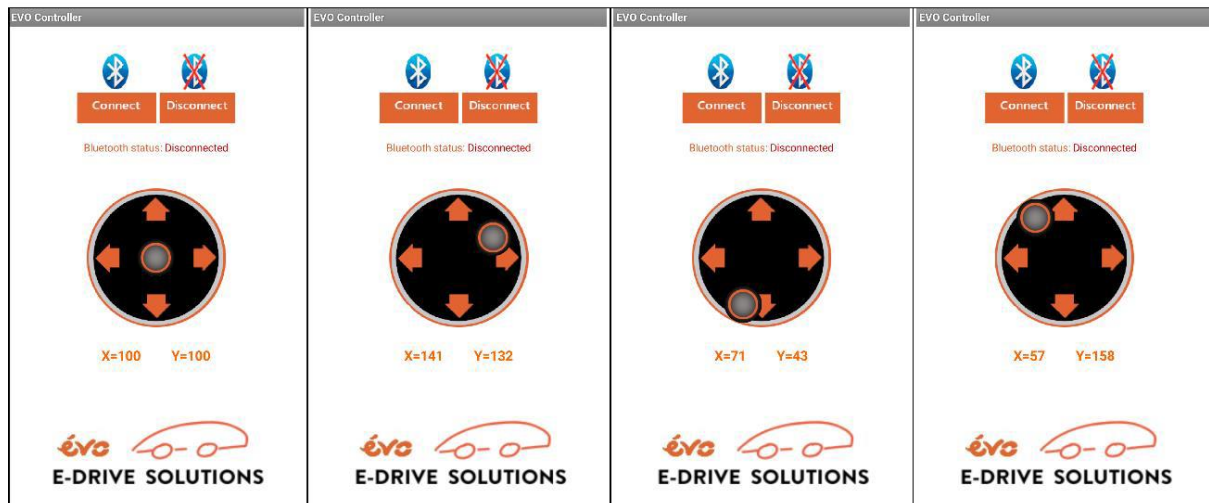 EVO Controller
Connect Disconnect
Bluetooth status: Disconnected
X=100 Y=100
évo
E-DRIVE SOLUTIONS
EVO Controller
Connect Disconnect
Bluetooth status: Disconnected
X=141 Y=132
évo
E-DRIVE SOLUTIONS
EVO Controller
Connect Disconnect
Bluetooth status: Disconnected
X=71 Y=43
évo
E-DRIVE SOLUTIONS
EVO Controller
Connect Disconnect
Bluetooth status: Disconnected
X=57 Y=158
évo
E-DRIVE SOLUTIONS